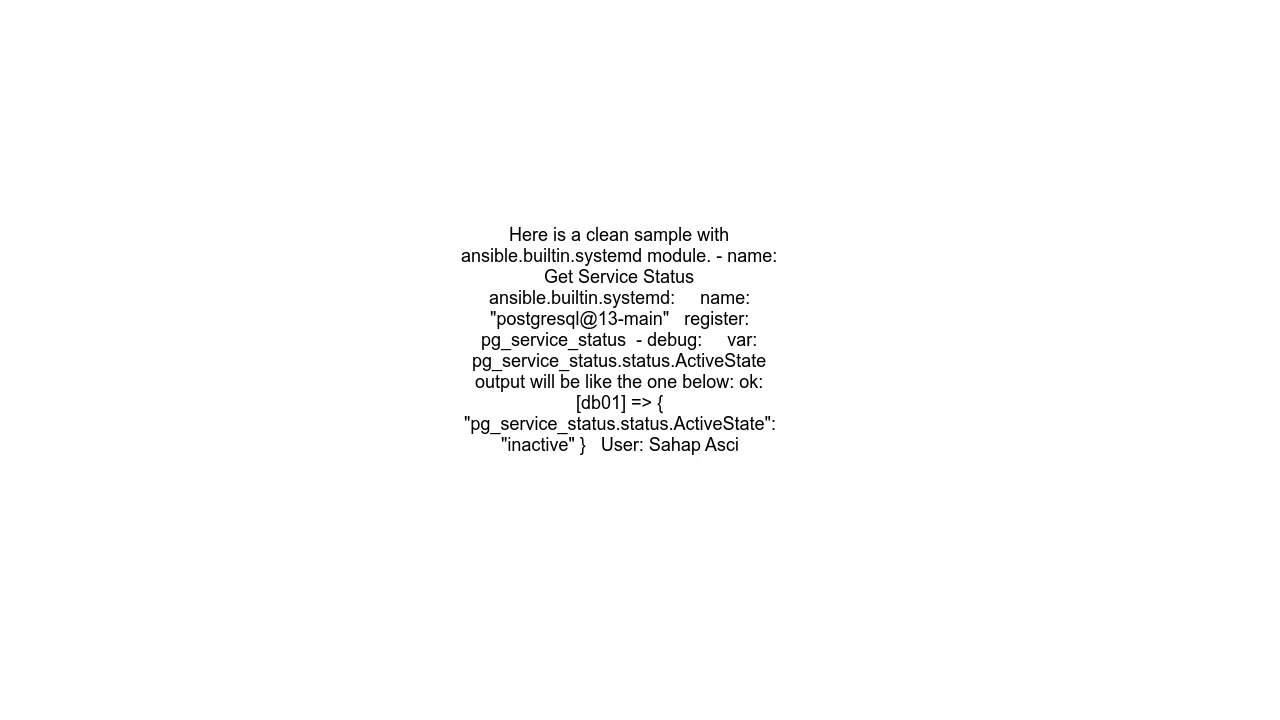 Here is a clean sample with
ansible.builtin.systemd module. - name:
Get Service Status
ansible.builtin.systemd:     name:
"postgresql@13-main"   register:
pg_service_status  - debug:     var:
pg_service_status.status.ActiveState
output will be like the one below: ok:
[db01] => {
"pg_service_status.status.ActiveState":
"inactive" }   User: Sahap Asci